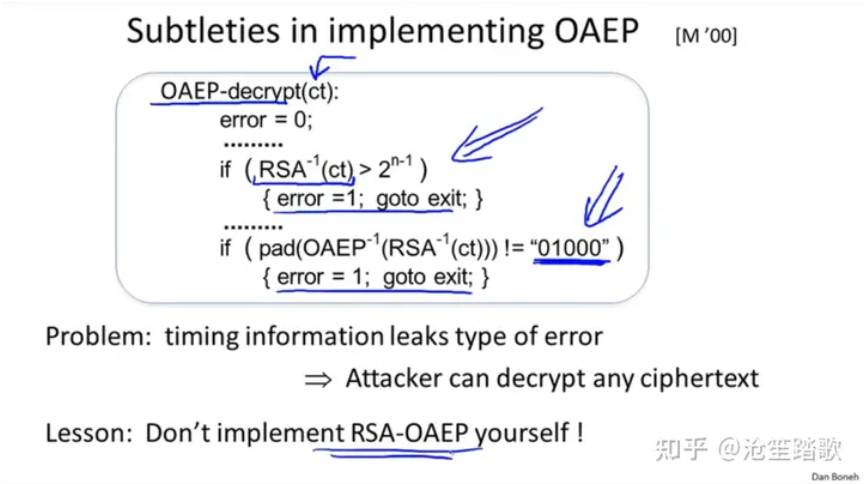 Subtleties in implementing OAEP [M '00]
OAEP-decrypt(ct):
error = 0;
.........
if ( RSA⁻¹(ct) > 2ⁿ⁻¹ )
{ error =1; goto exit; }
.........
if ( pad(OAEP⁻¹(RSA⁻¹(ct))) != “01000” )
{ error = 1; goto exit; }
Problem: timing information leaks type of error
⇒ Attacker can decrypt any ciphertext
Lesson: Don’t implement RSA-OAEP yourself !
知乎 @沧笙踏歌
Dan Boneh